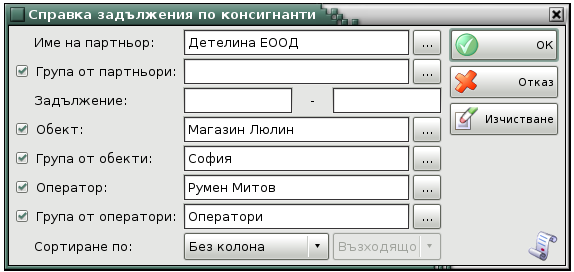 Справка задължения по консигнанти
Име на партньор: Детелина ЕООД ...
Група от партньори: ...
Задължение: -
Обект: Магазин Люлин ...
Група от обекти: София ...
Оператор: Румен Митов ...
Група от оператори: Оператори ...
Сортиране по: Без колона Възходящо
OK
Отказ
Изчистване